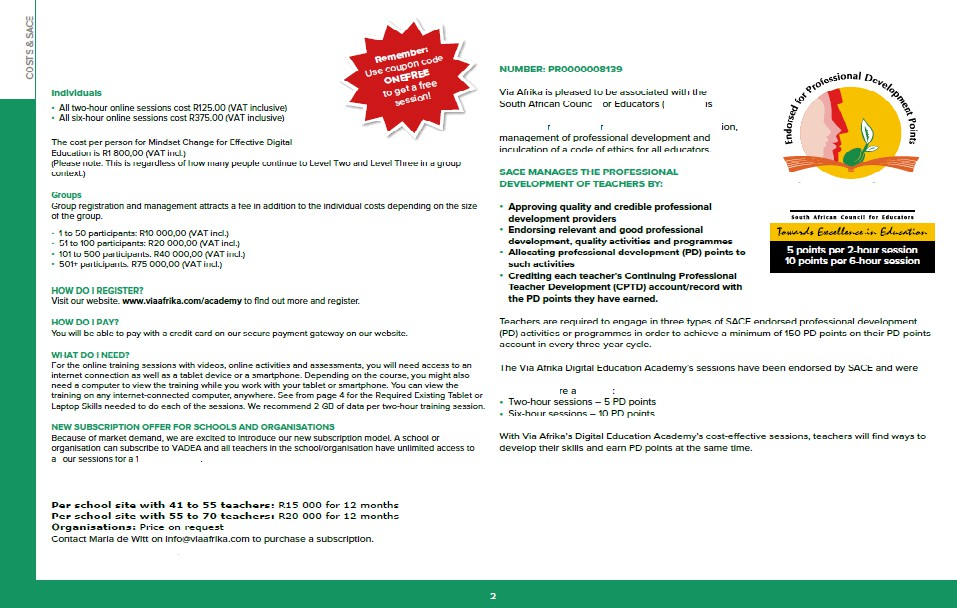 COSTS & SACE
Remember:
Use coupon code
ONEFREE
to get a free
session!
Individuals
• All two-hour online sessions cost R125.00 (VAT inclusive)
• All six-hour online sessions cost R375.00 (VAT inclusive)
The cost per person for Mindset Change for Effective Digital
Education is R1 800,00 (VAT incl.)
(Please note: This is regardless of how many people continue to Level Two and Level Three in a group
context.)
Groups
Group registration and management attracts a fee in addition to the individual costs depending on the size
of the group.
• 1 to 50 participants: R10 000,00 (VAT incl.)
• 51 to 100 participants: R20 000,00 (VAT incl.)
• 101 to 500 participants: R40 000,00 (VAT incl.)
• 501+ participants: R75 000,00 (VAT incl.)
HOW DO I REGISTER?
Visit our website. www.viaafrika.com/academy to find out more and register.
HOW DO I PAY?
You will be able to pay with a credit card on our secure payment gateway on our website.
WHAT DO I NEED?
For the online training sessions with videos, online activities and assessments, you will need access to an
internet connection as well as a tablet device or a smartphone. Depending on the course, you might also
need a computer to view the training while you work with your tablet or smartphone. You can view the
training on any internet-connected computer, anywhere. See from page 4 for the Required Existing Tablet or
Laptop Skills needed to do each of the sessions. We recommend 2 GB of data per two-hour training session.
NEW SUBSCRIPTION OFFER FOR SCHOOLS AND ORGANISATIONS
Because of market demand, we are excited to introduce our new subscription model. A school or
organisation can subscribe to VADEA and all teachers in the school/organisation have unlimited access to
a our sessions for a 1 .
Per school site with 41 to 55 teachers: R15 000 for 12 months
Per school site with 55 to 70 teachers: R20 000 for 12 months
Organisations: Price on request
Contact Maria de Witt on info@viaafrika.com to purchase a subscription.
NUMBER: PR0000008139
Via Afrika is pleased to be associated with the
South African Counc or Educators ( is
r r ion,
management of professional development and
inculcation of a code of ethics for all educators.
SACE MANAGES THE PROFESSIONAL
DEVELOPMENT OF TEACHERS BY:
• Approving quality and credible professional
development providers
• Endorsing relevant and good professional
development, quality activities and programmes
• Allocating professional development (PD) points to
such activities
• Crediting each teacher's Continuing Professional
Teacher Development (CPTD) account/record with
the PD points they have earned.
Endorsed for Professional Development Points
South African Council for Educators
Towards Excellence in Education
5 points per 2-hour session
10 points per 6-hour session
Teachers are required to engage in three types of SACE endorsed professional development
(PD) activities or programmes in order to achieve a minimum of 150 PD points on their PD points
account in every three year cycle.
The Via Afrika Digital Education Academy's sessions have been endorsed by SACE and were
re a :
• Two-hour sessions – 5 PD points
• Six-hour sessions – 10 PD points
With Via Afrika's Digital Education Academy's cost-effective sessions, teachers will find ways to
develop their skills and earn PD points at the same time.
2